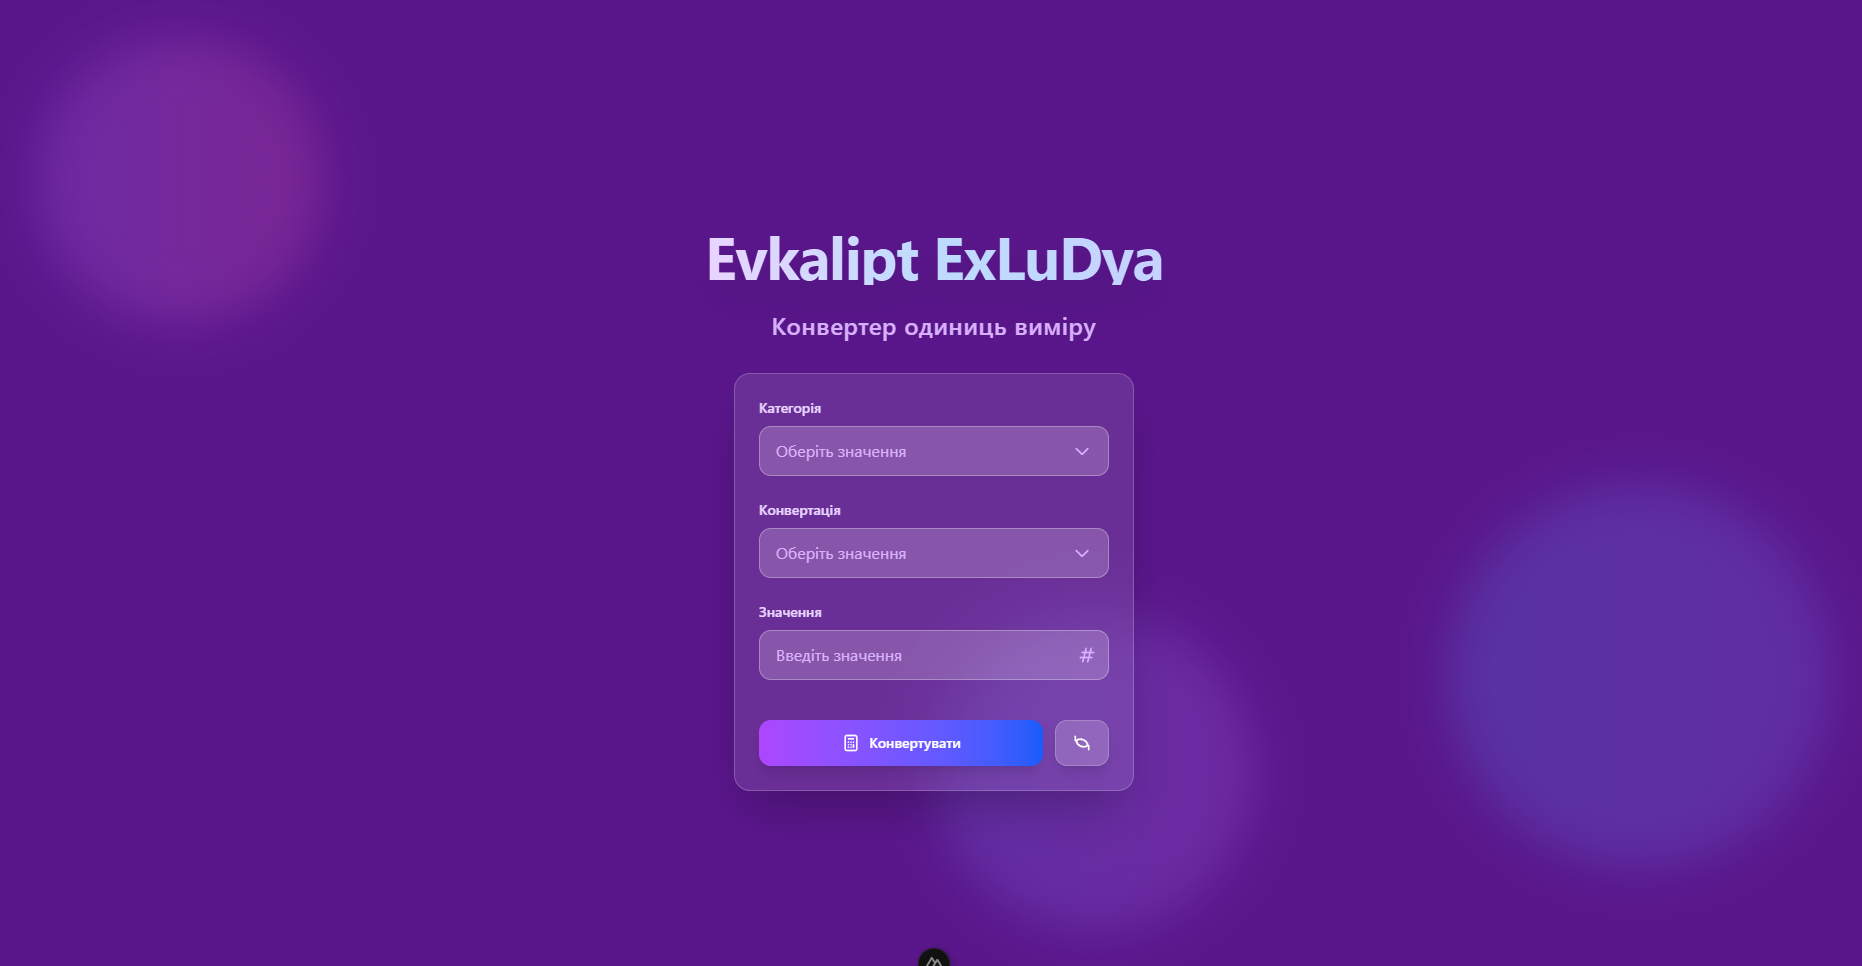 Evkalipt ExLuDya
Конвертер одиниць виміру
Категорія
Оберіть значення
Конвертація
Оберіть значення
Значення
Введіть значення #
Конвертувати